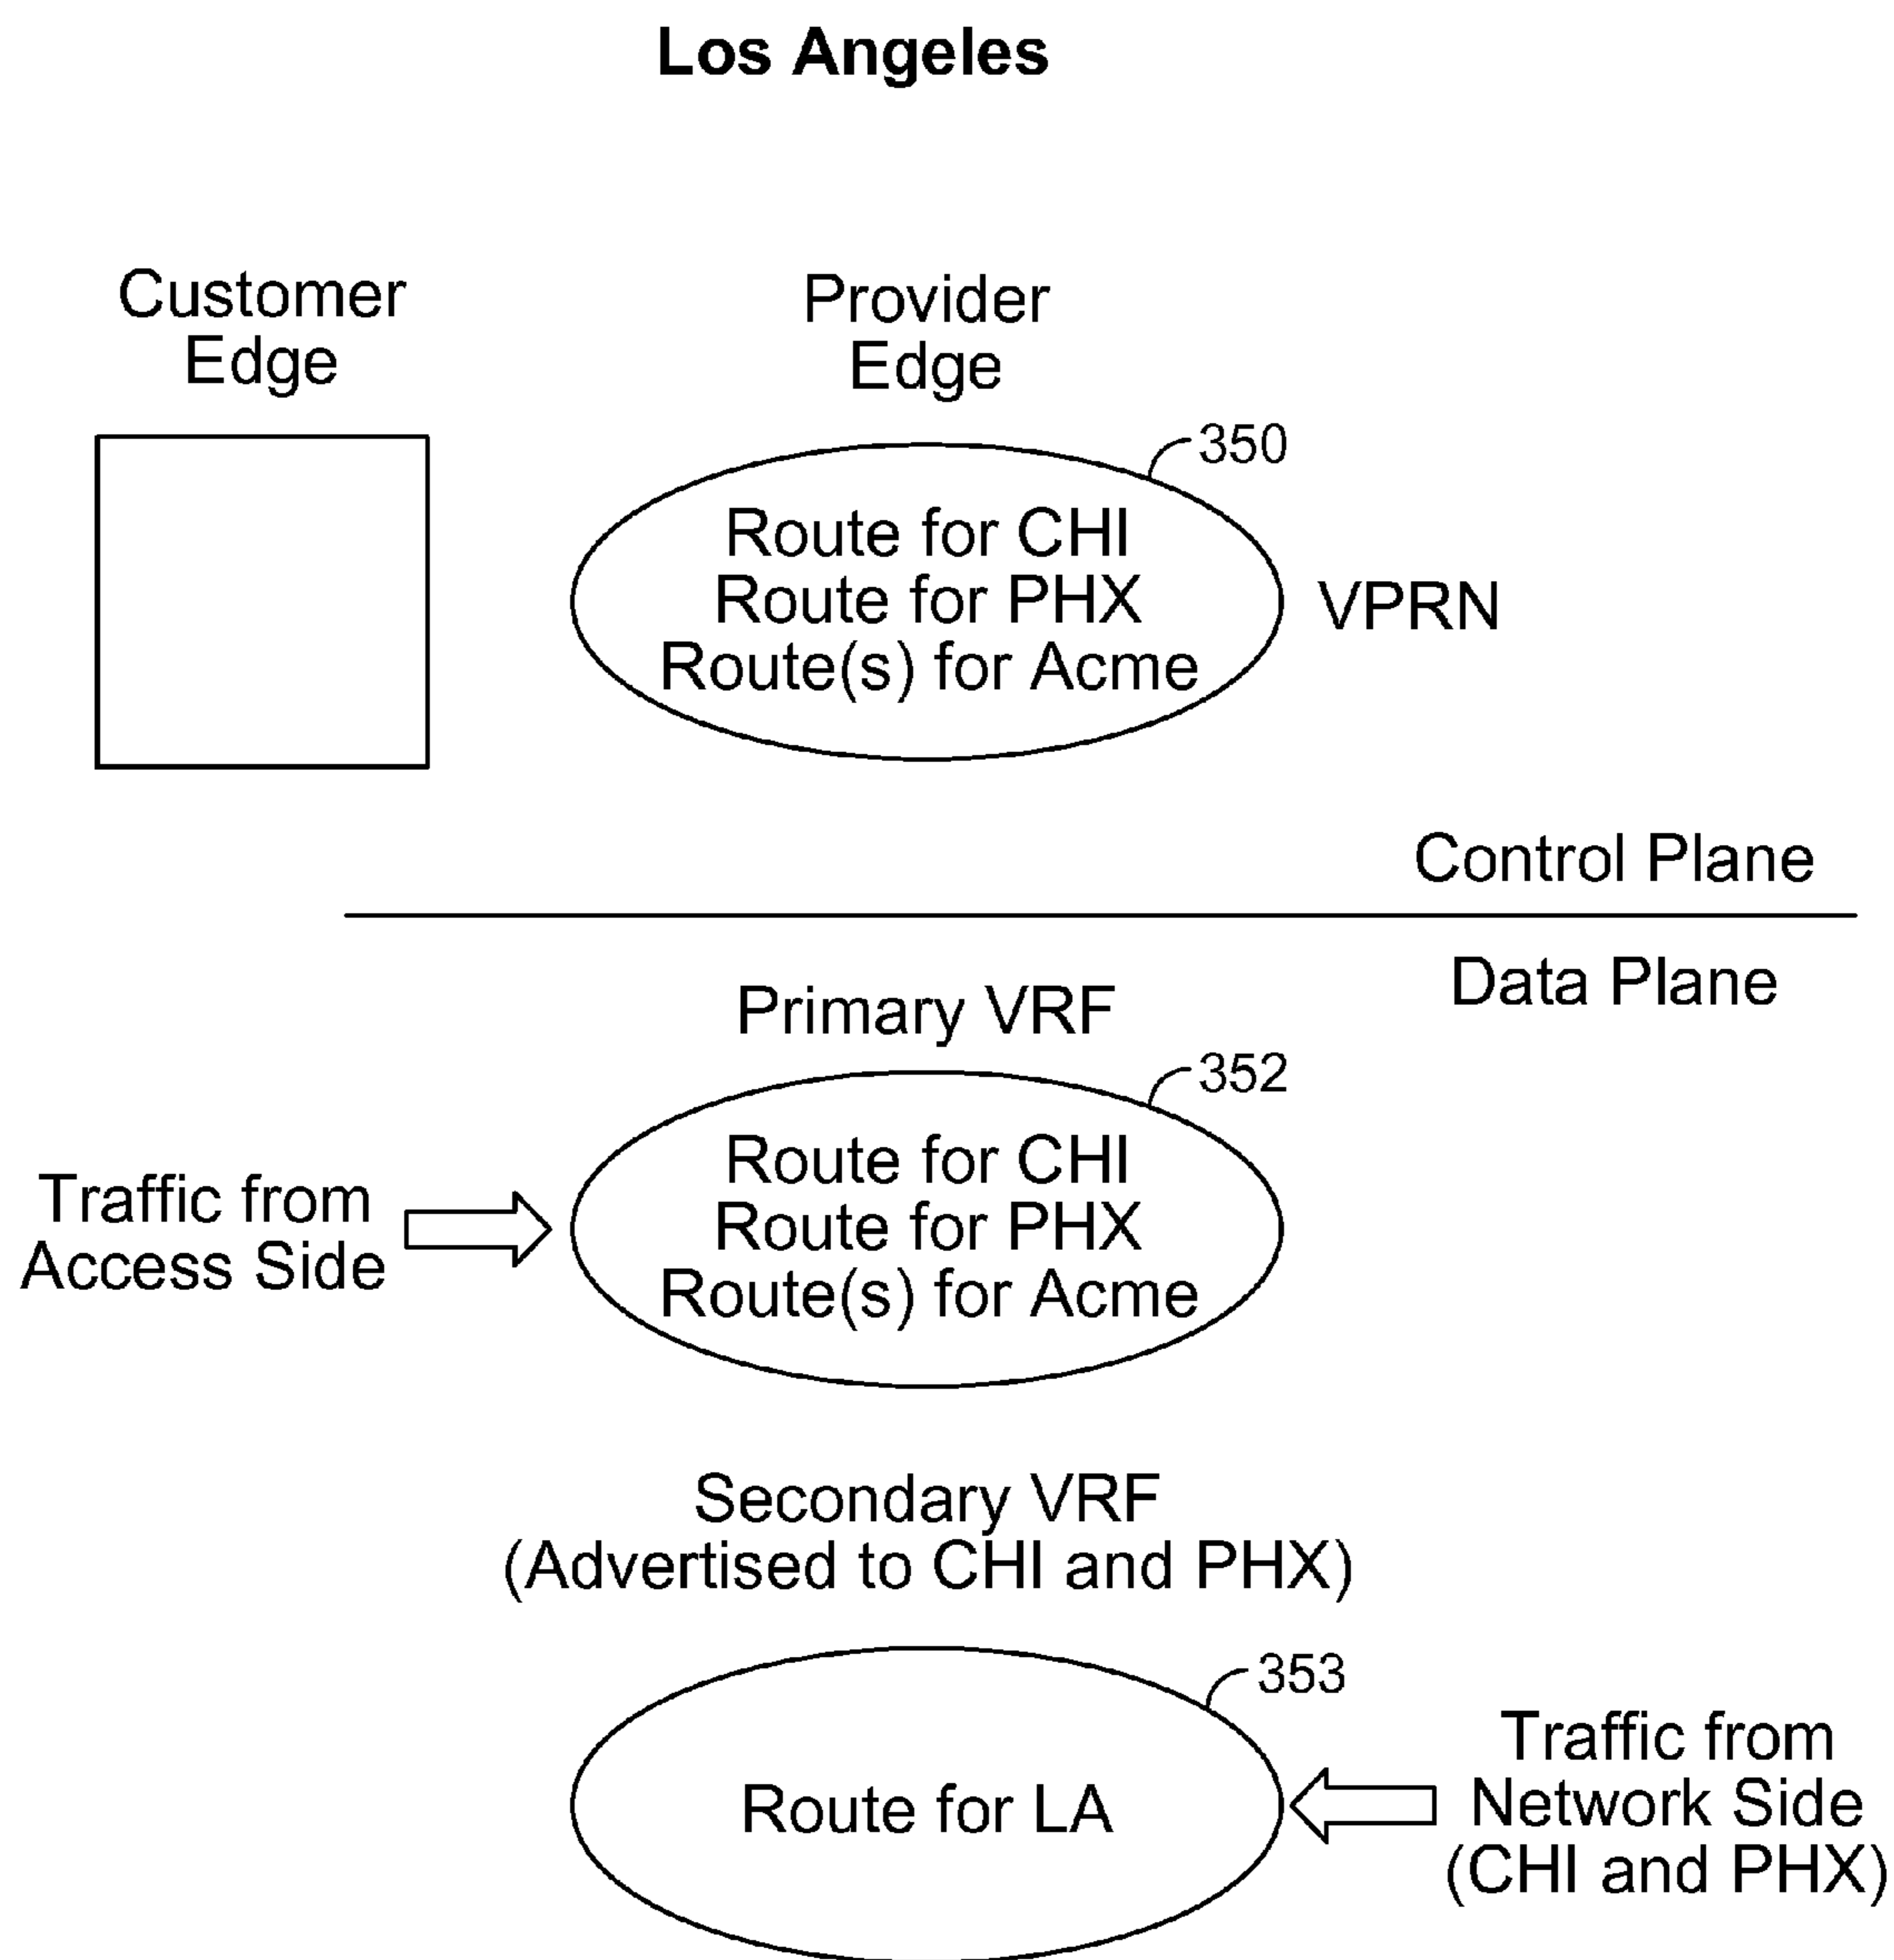 Los Angeles
Customer
Edge
Provider
Edge
350
Route for CHI
Route for PHX
Route(s) for Acme
VPRN
Control Plane
Data Plane
Primary VRF
352
Route for CHI
Route for PHX
Route(s) for Acme
Traffic from
Access Side
Secondary VRF
(Advertised to CHI and PHX)
353
Route for LA
Traffic from
Network Side
(CHI and PHX)